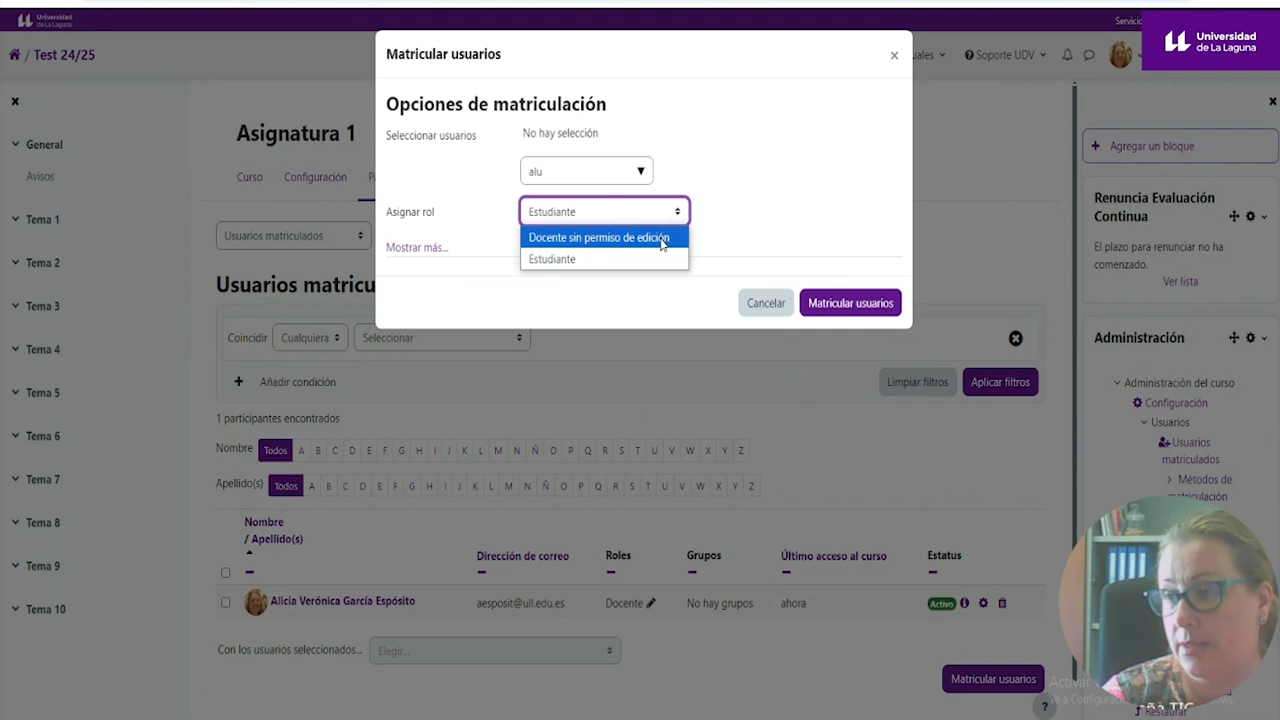 Universidad
de La Laguna
Servicio
Universidad
De La Laguna
/ Test 24/25
Soporte UDV
General
Avisos
Tema 1
Tema 2
Tema 3
Tema 4
Tema 5
Tema 6
Tema 7
Tema 8
Tema 9
Tema 10
Asignatura 1
Curso
Configuración
Usuarios matriculados
Usuarios matricu
Matricular usuarios
×
Opciones de matriculación
Seleccionar usuarios
No hay selección
alu
Asignar rol
Estudiante
Docente sin permiso de edición
Estudiante
Mostrar más...
Cancelar
Matricular usuarios
Coincidir
Cualquiera
Seleccionar
+ Añadir condición
Limpiar filtros
Aplicar filtros
1 participantes encontrados
Nombre Todos A B C D E F G H I J K L M N Ñ O P Q R S T U V W X Y Z
Apellido(s) Todos A B C D E F G H I J K L M N Ñ O P Q R S T U V W X Y Z
Nombre
/ Apellido(s)
Dirección de correo
Roles
Grupos
Último acceso al curso
Estatus
Alicia Verónica García Espósito
aesposit@ull.edu.es
Docente
No hay grupos
ahora
Activo
Con los usuarios seleccionados...
Elegir...
Matricular usuarios
+ Agregar un bloque
Renuncia Evaluación
Continua
El plazo para renunciar no ha
comenzado.
Ver lista
Administración
Administración del curso
Configuración
Usuarios
Usuarios
matriculados
Métodos de
matriculación
Activar
Ve a Configura
?
Restaurar